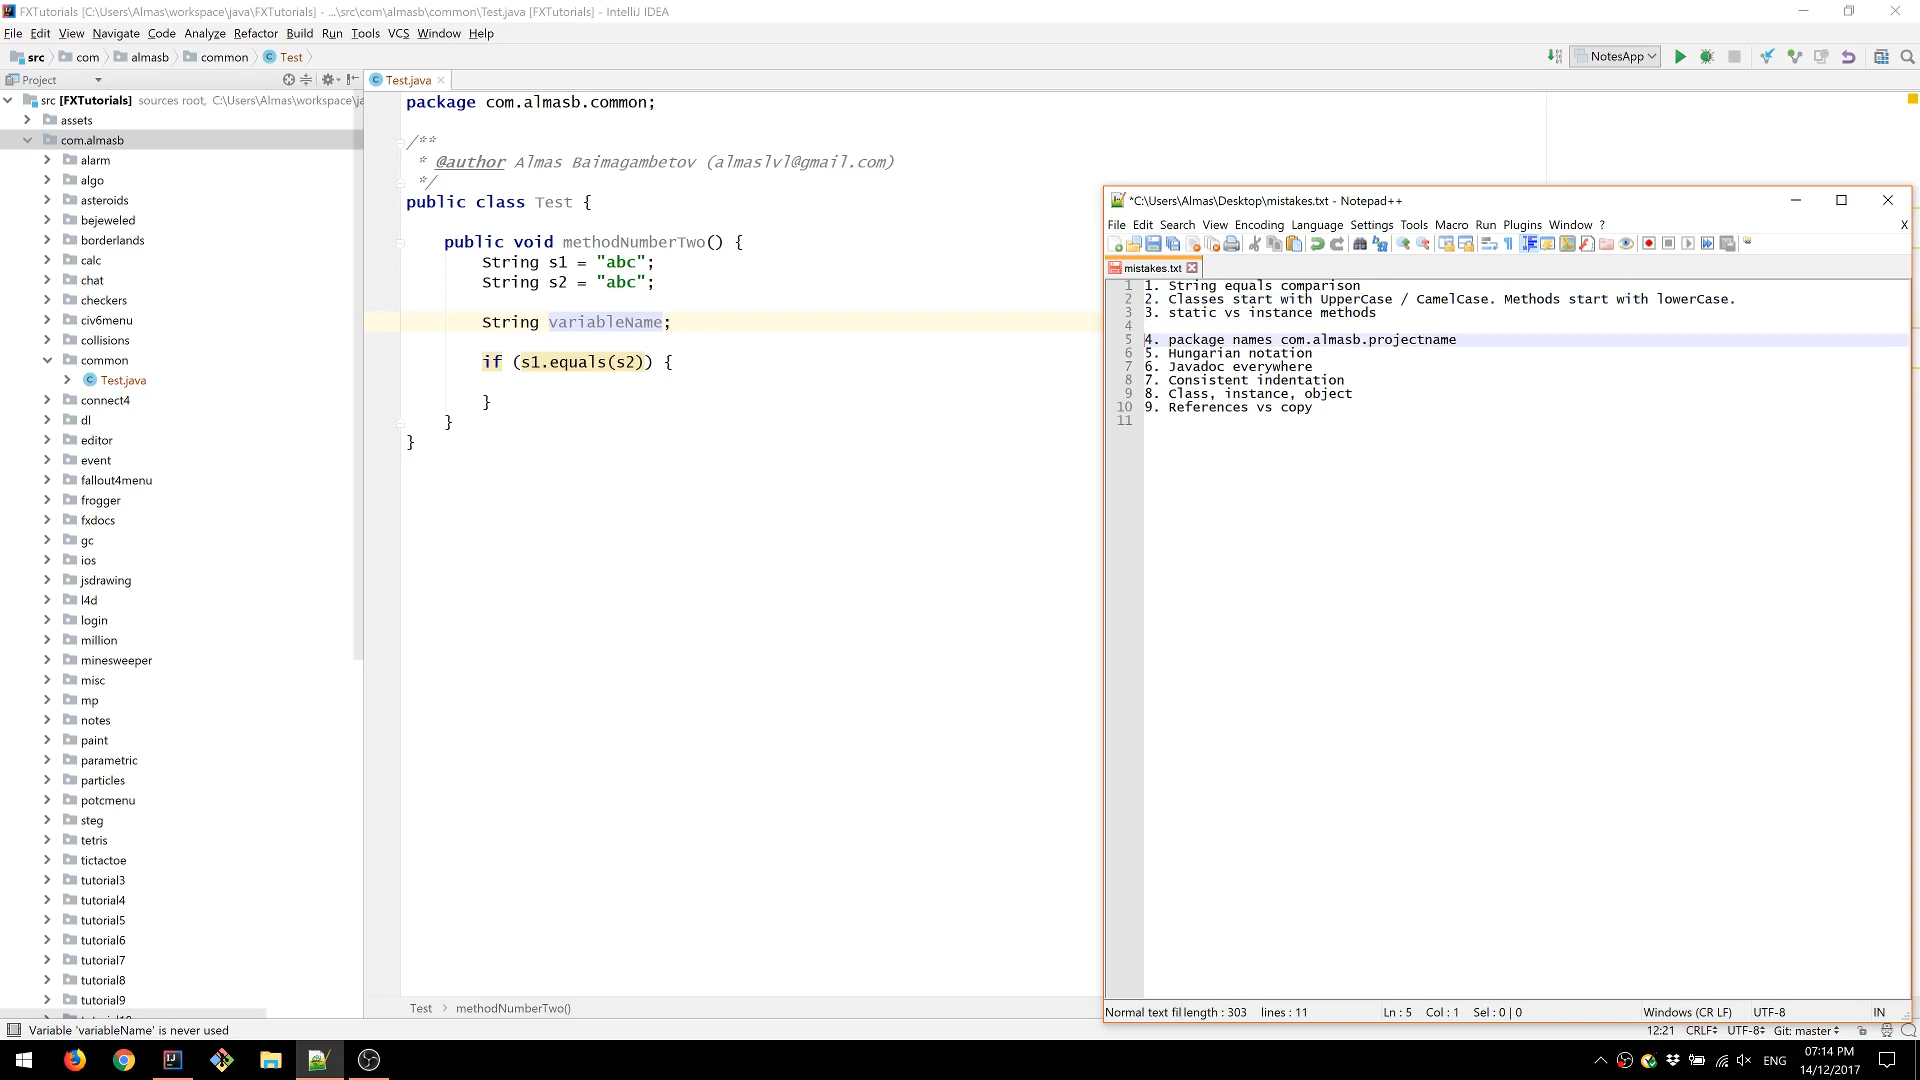 FXTutorials [C:\Users\Almas\workspace\java\FXTutorials] - ...\src\com\almasb\common\Test.java [FXTutorials] - IntelliJ IDEA
File Edit View Navigate Code Analyze Refactor Build Run Tools VCS Window Help
src com almasb common Test
NotesApp
Project
Test.java
src [FXTutorials] sources root, C:\Users\Almas\workspace\ja
assets
com.almasb
alarm
algo
asteroids
bejeweled
borderlands
calc
chat
checkers
civ6menu
collisions
common
Test.java
connect4
dl
editor
event
fallout4menu
frogger
fxdocs
gc
ios
jsdrawing
l4d
login
million
minesweeper
misc
mp
notes
paint
parametric
particles
potcmenu
steg
tetris
tictactoe
tutorial3
tutorial4
tutorial5
tutorial6
tutorial7
tutorial8
tutorial9
package com.almasb.common;
/**
* @author Almas Baimagambetov (almaslvl@gmail.com)
*/
public class Test {
public void methodNumberTwo() {
String s1 = "abc";
String s2 = "abc";
String variableName;
if (s1.equals(s2)) {
}
}
}
Test methodNumberTwo()
*C:\Users\Almas\Desktop\mistakes.txt - Notepad++
File Edit Search View Encoding Language Settings Tools Macro Run Plugins Window ? X
mistakes.txt
1 1. String equals comparison
2 2. Classes start with UpperCase / CamelCase. Methods start with lowerCase.
3 3. static vs instance methods
4
5 4. package names com.almasb.projectname
6 5. Hungarian notation
7 6. Javadoc everywhere
8 7. Consistent indentation
9 8. Class, instance, object
10 9. References vs copy
11
Normal text fil length : 303 lines : 11 Ln : 5 Col : 1 Sel : 0 | 0 Windows (CR LF) UTF-8 IN
Variable 'variableName' is never used
12:21 CRLF UTF-8 Git: master
ENG
07:14 PM
14/12/2017